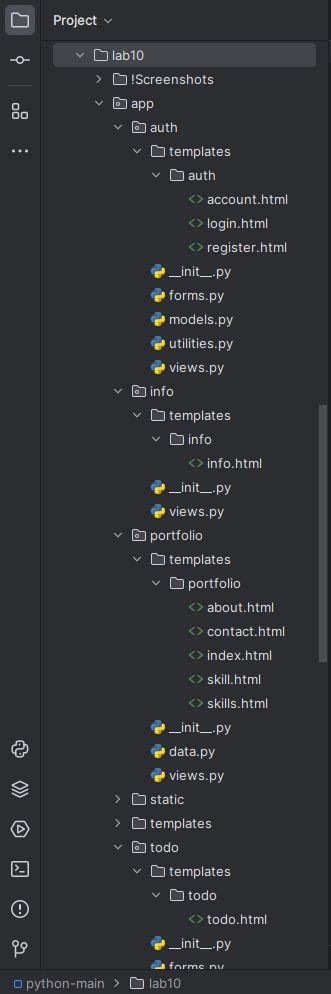 Project
lab10
!Screenshots
app
auth
templates
auth
account.html
login.html
register.html
__init__.py
forms.py
models.py
utilities.py
views.py
info
templates
info
info.html
__init__.py
views.py
portfolio
templates
portfolio
about.html
contact.html
index.html
skill.html
skills.html
__init__.py
data.py
views.py
static
templates
todo
templates
todo
todo.html
__init__.py
forms.py
python-main > lab10